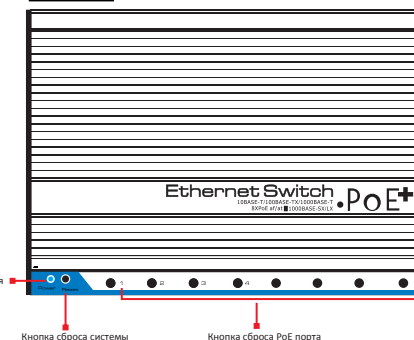 Ethernet Switch
10BASE-T/100BASE-TX/1000BASE-T
8XPoE af/at 1000BASE-SX/LX
PoE+
я
Power Reset
1 2 3 4
Кнопка сброса системы
Кнопка сброса PoE порта